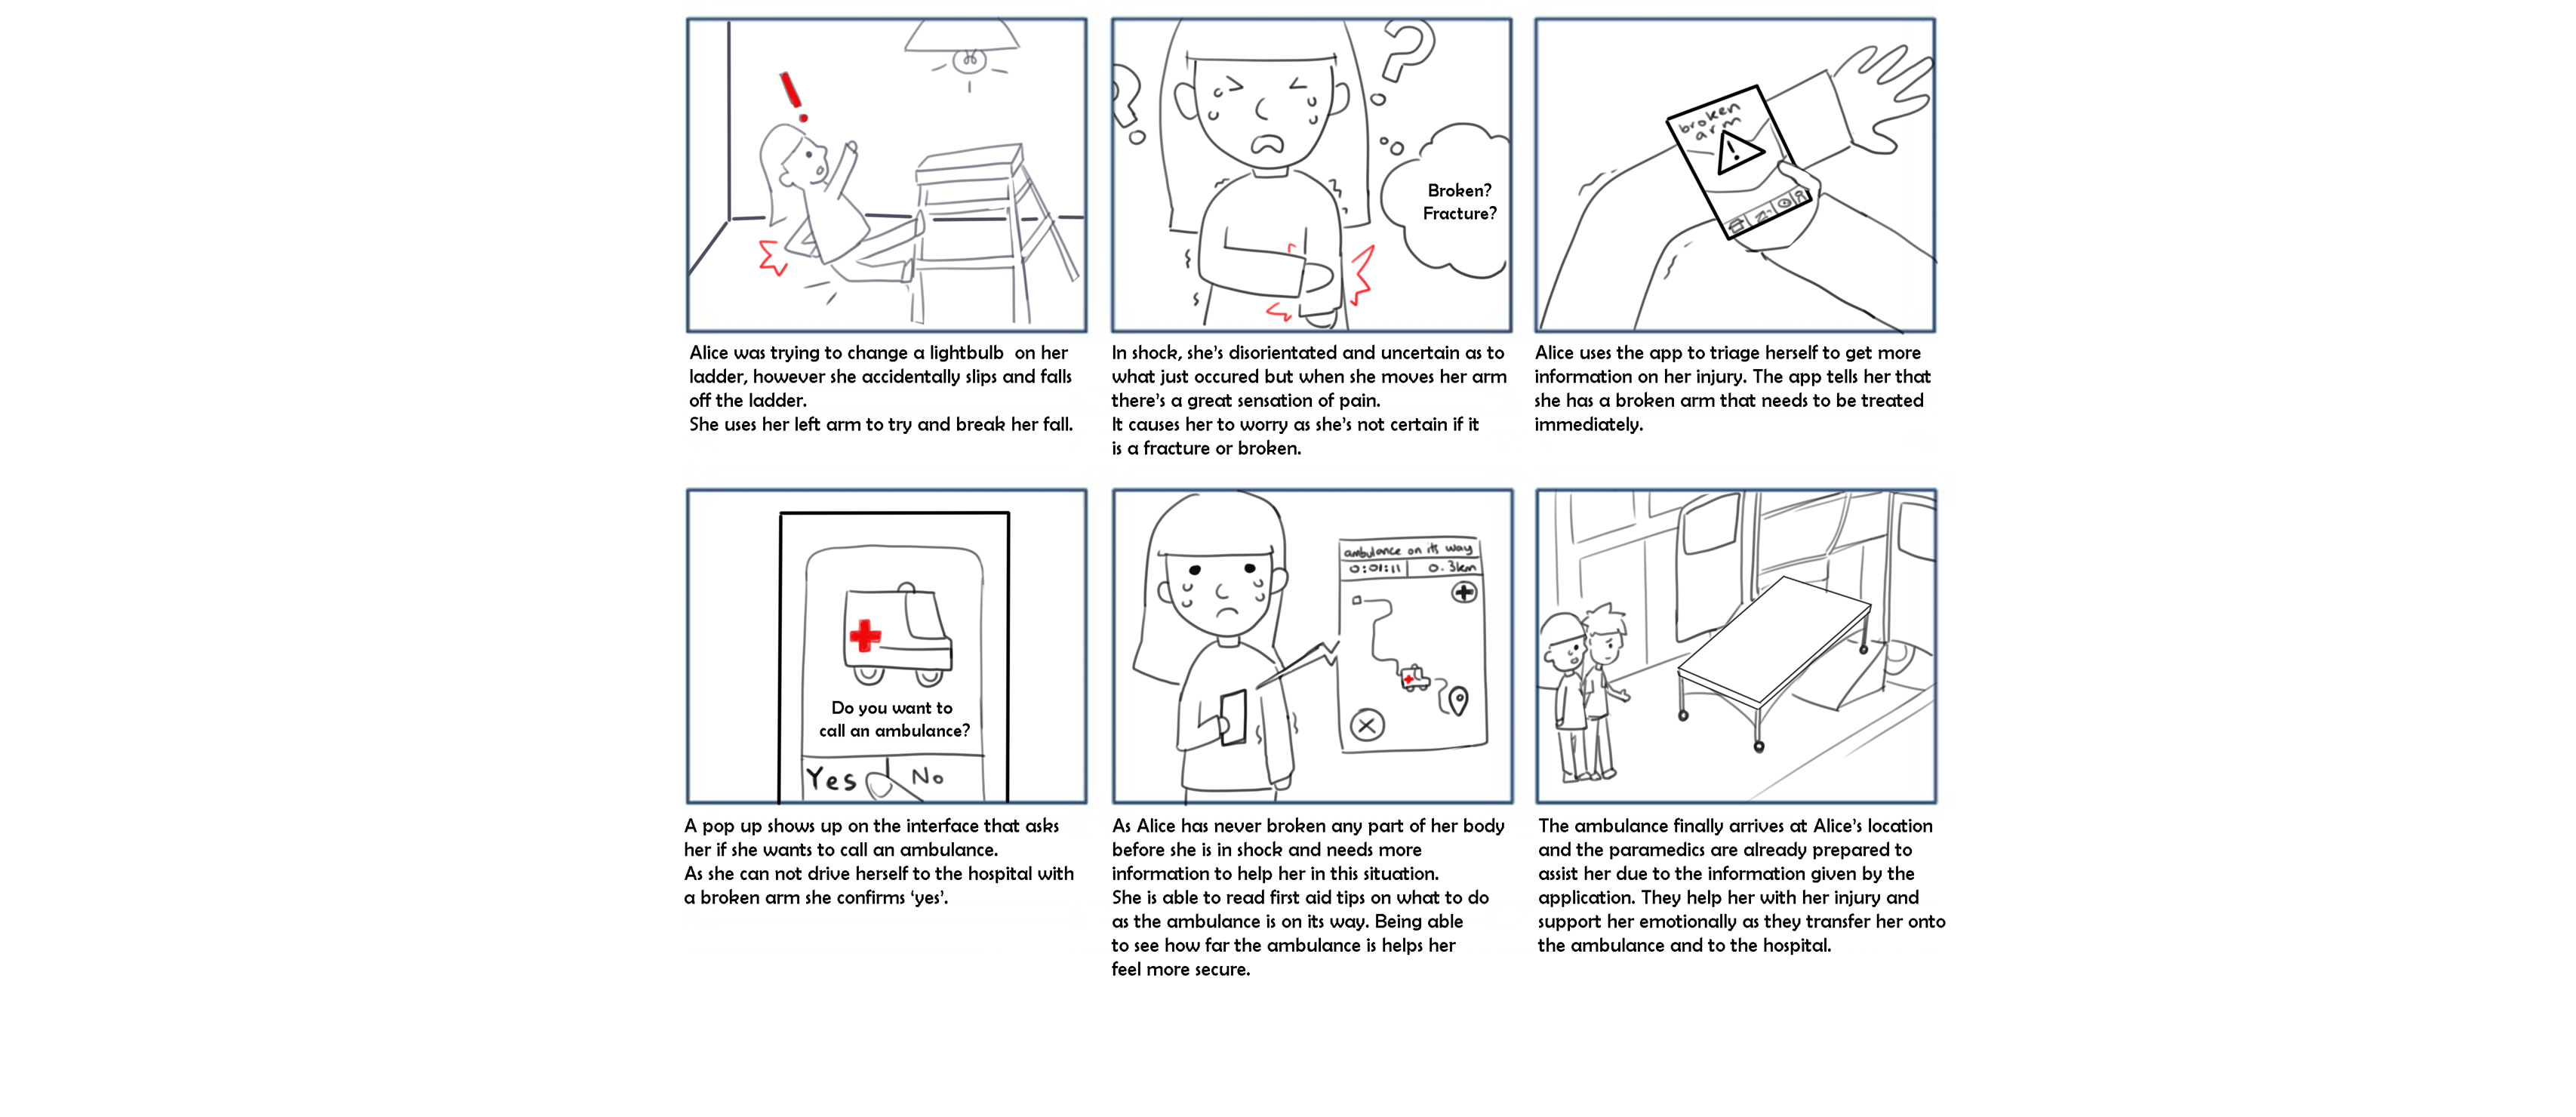 Broken?
Fracture?
broken
arm
Alice was trying to change a lightbulb on her
ladder, however she accidentally slips and falls
off the ladder.
She uses her left arm to try and break her fall.
In shock, she's disorientated and uncertain as to
what just occured but when she moves her arm
there's a great sensation of pain.
It causes her to worry as she's not certain if it
is a fracture or broken.
Alice uses the app to triage herself to get more
information on her injury. The app tells her that
she has a broken arm that needs to be treated
immediately.
Do you want to
call an ambulance?
Yes No
ambulance on its way
0:01:11 0.3km
A pop up shows up on the interface that asks
her if she wants to call an ambulance.
As she can not drive herself to the hospital with
a broken arm she confirms 'yes'.
As Alice has never broken any part of her body
before she is in shock and needs more
information to help her in this situation.
She is able to read first aid tips on what to do
as the ambulance is on its way. Being able
to see how far the ambulance is helps her
feel more secure.
The ambulance finally arrives at Alice's location
and the paramedics are already prepared to
assist her due to the information given by the
application. They help her with her injury and
support her emotionally as they transfer her onto
the ambulance and to the hospital.